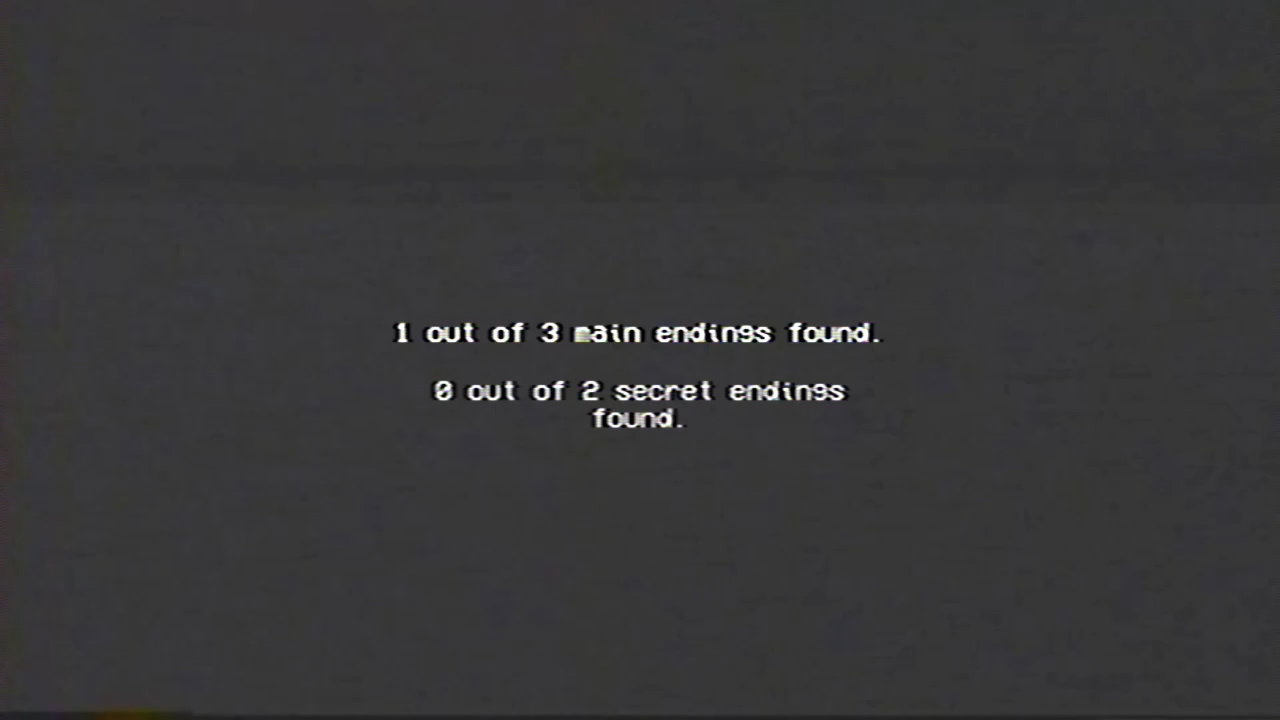 1 out of 3 main endings found.
0 out of 2 secret endings
found.